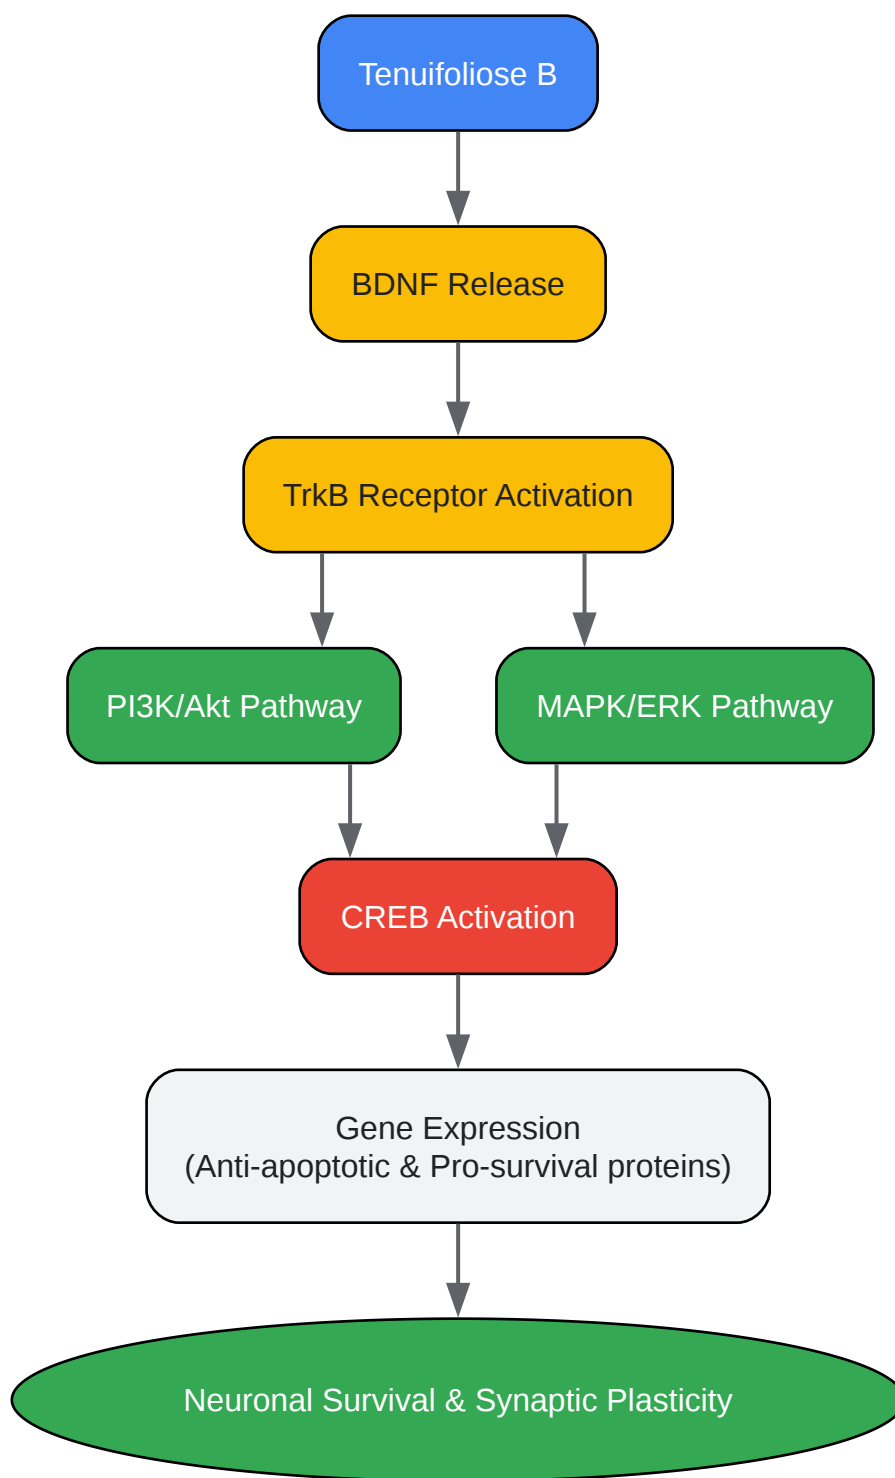 Tenuifoliose B
BDNF Release
TrkB Receptor Activation
PI3K/Akt Pathway
MAPK/ERK Pathway
CREB Activation
Gene Expression
(Anti-apoptotic & Pro-survival proteins)
Neuronal Survival & Synaptic Plasticity